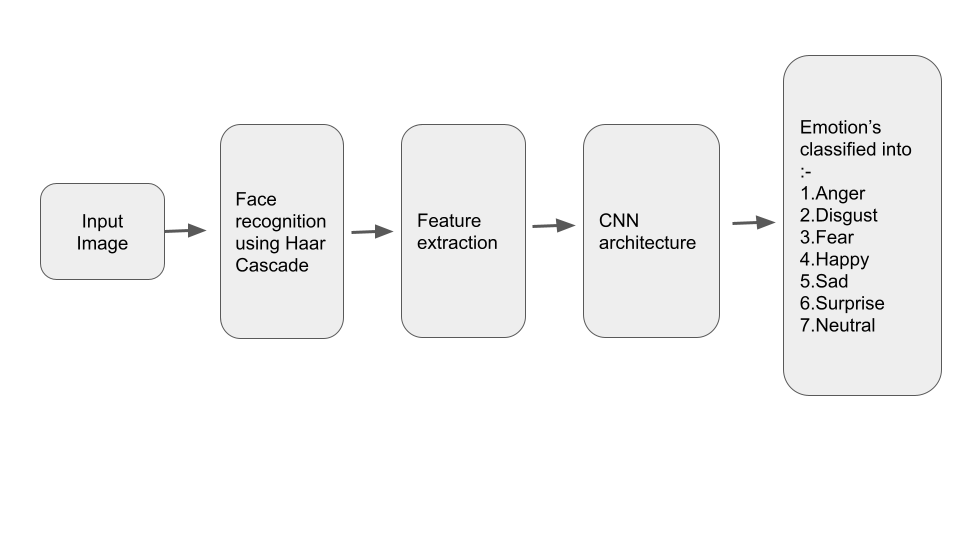 Input
Image
Face
recognition
using Haar
Cascade
Feature
extraction
CNN
architecture
Emotion’s
classified into
:-
1.Anger
2.Disgust
3.Fear
4.Happy
5.Sad
6.Surprise
7.Neutral